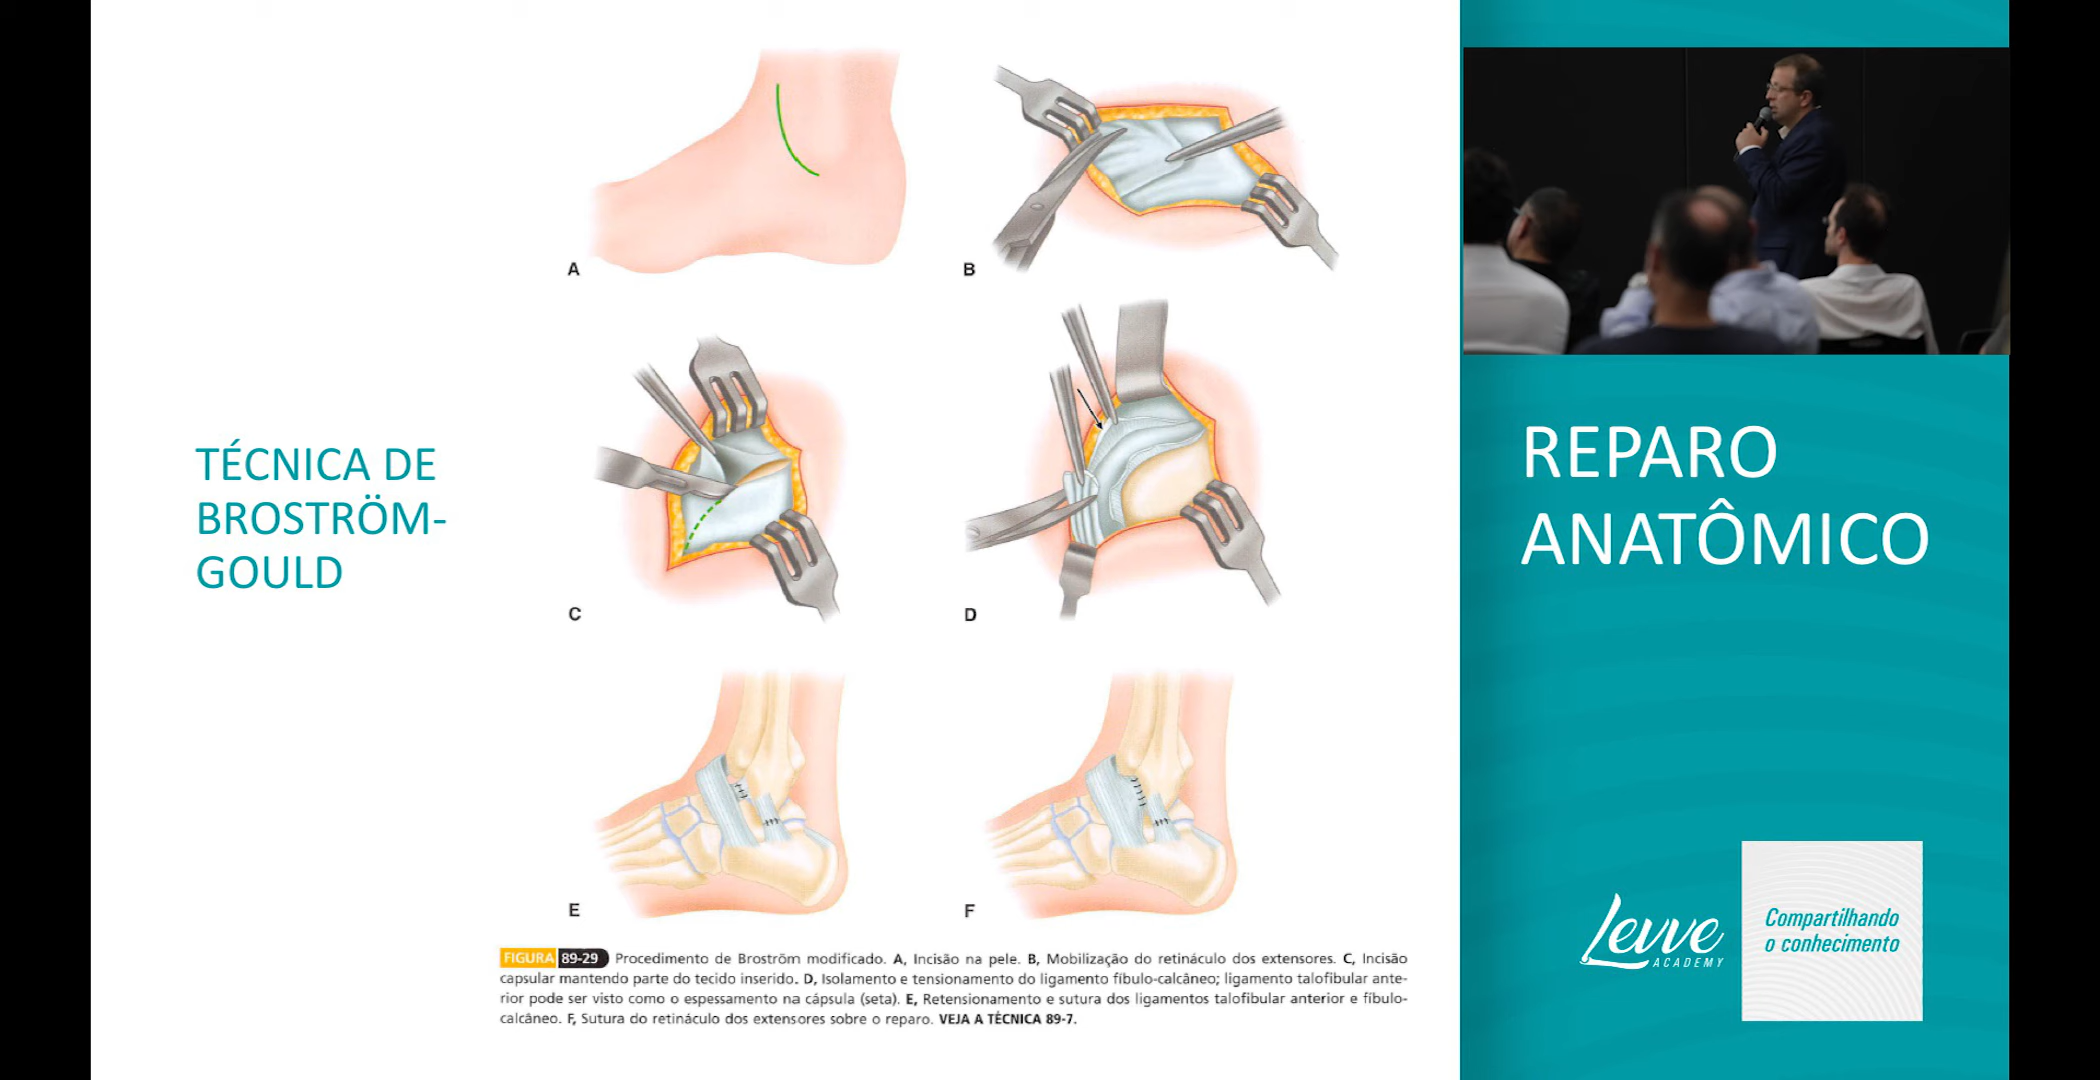 TÉCNICA DE
BROSTRÖM-
GOULD
A
B
C
D
E
F
FIGURA 89-29 Procedimento de Broström modificado. A, Incisão na pele. B, Mobilização do retináculo dos extensores. C, Incisão
capsular mantendo parte do tecido inserido. D, Isolamento e tensionamento do ligamento fíbulo-calcâneo; ligamento talofibular ante-
rior pode ser visto como o espessamento na cápsula (seta). E, Retensionamento e sutura dos ligamentos talofibular anterior e fíbulo-
calcâneo. F, Sutura do retináculo dos extensores sobre o reparo. VEJA A TÉCNICA 89-7.
REPARO
ANATÔMICO
Levve
ACADEMY
Compartilhando
o conhecimento